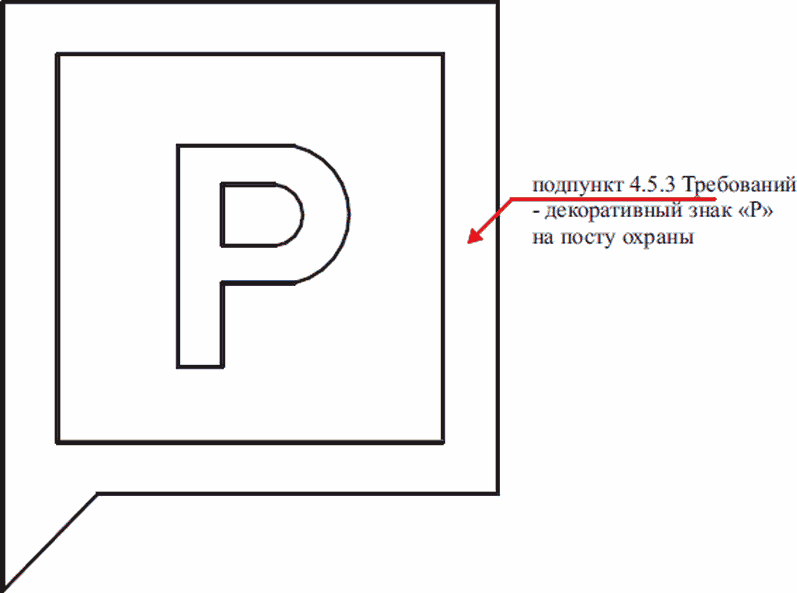 P
подпункт 4.5.3 Требований
- декоративный знак «Р»
на посту охраны